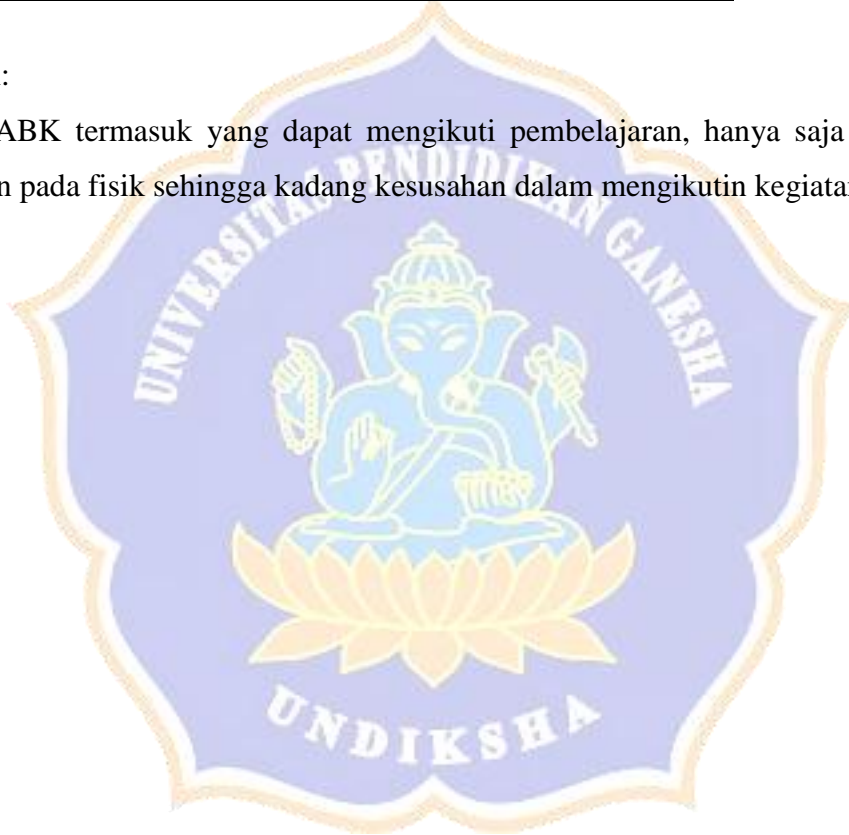 :
ABK termasuk yang dapat mengikuti pembelajaran, hanya saja
pada fisik sehingga kadang kesusahan dalam mengikutin kegiatan
UNIVERSITAS PENDIDIKAN GANESHA
UNDIKSHA